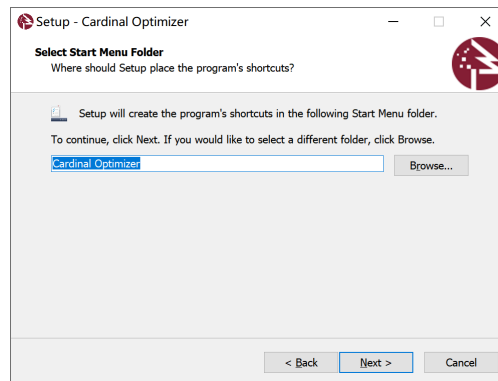 Setup - Cardinal Optimizer
Select Start Menu Folder
Where should Setup place the program's shortcuts?
Setup will create the program's shortcuts in the following Start Menu folder.
To continue, click Next. If you would like to select a different folder, click Browse.
Cardinal Optimizer
Browse...
< Back
Next >
Cancel